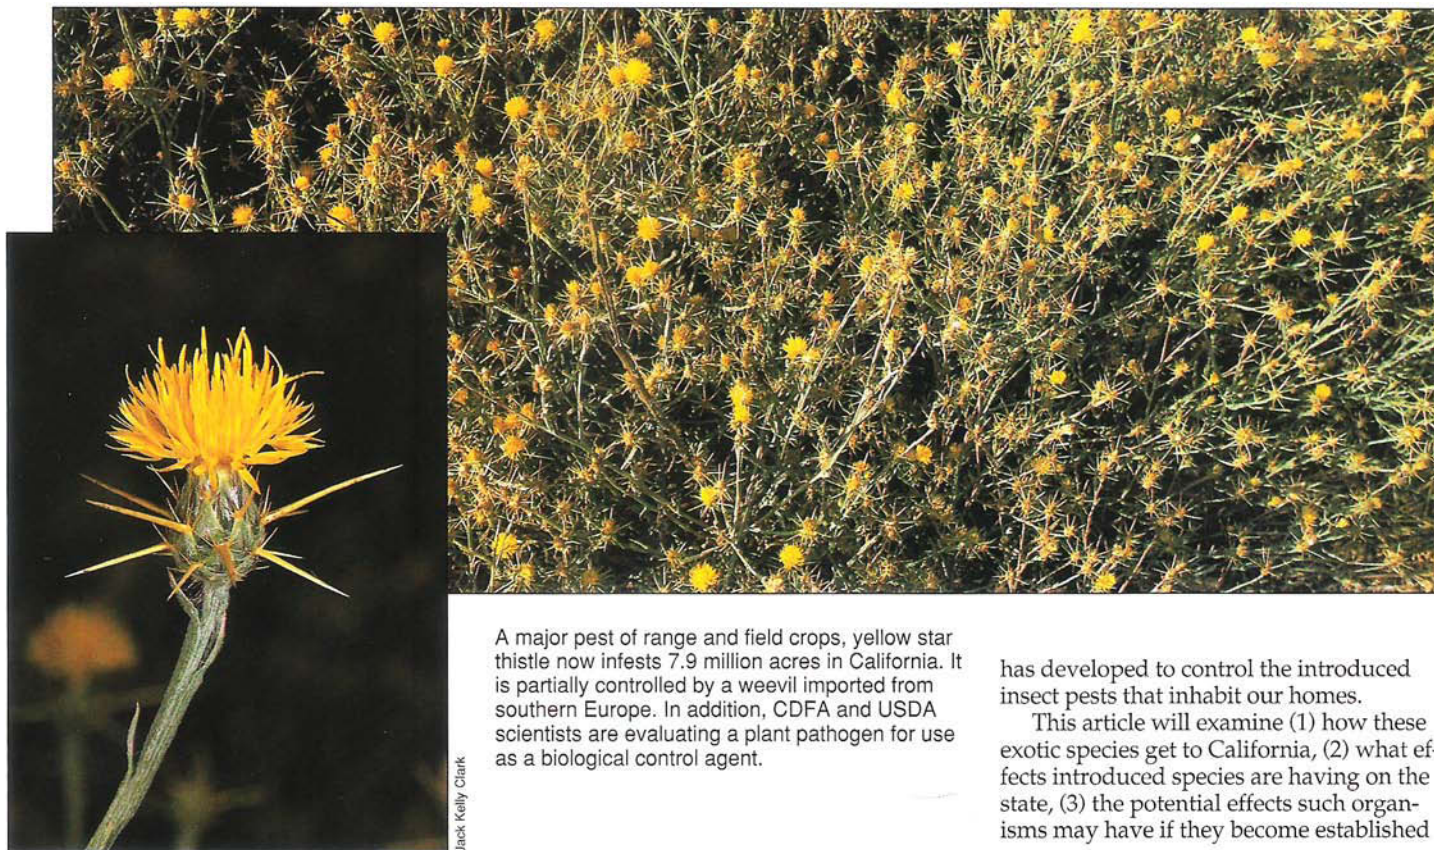 A major pest of range and field crops, yellow star
thistle now infests 7.9 million acres in California. It
is partially controlled by a weevil imported from
southern Europe. In addition, CDFA and USDA
scientists are evaluating a plant pathogen for use
as a biological control agent.
Jack Kelly Clark
has developed to control the introduced
insect pests that inhabit our homes.
This article will examine (1) how these
exotic species get to California, (2) what ef-
fects introduced species are having on the
state, (3) the potential effects such organ-
isms may have if they become established